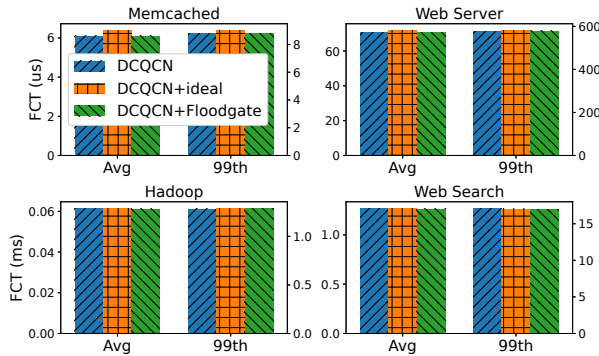 Memcached
Web Server
FCT (us)
6
4
2
0
8
6
4
2
0
DCQCN
DCQCN+ideal
DCQCN+Floodgate
Avg
99th
60
40
20
0
600
400
200
0
Avg
99th
Hadoop
Web Search
FCT (ms)
0.06
0.04
0.02
0.00
1.0
0.5
0.0
Avg
99th
1.0
0.5
0.0
15
10
5
0
Avg
99th